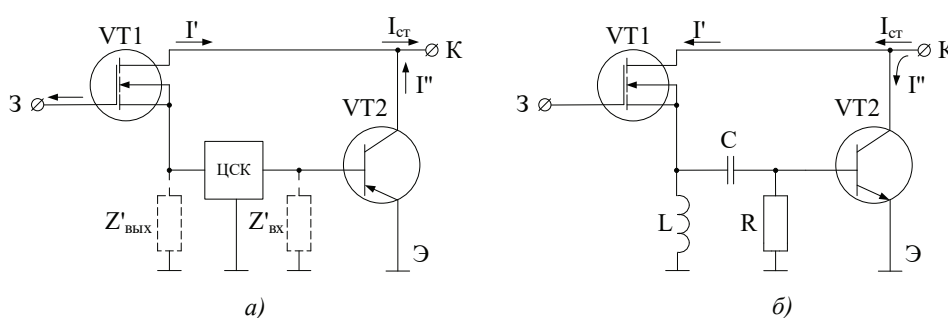 VT1
I'
Iст
К
З
I"
VT2
ЦСК
Z'вых
Z'вх
Э
а)
VT1
I'
Iст
К
З
I"
VT2
C
L
R
Э
б)